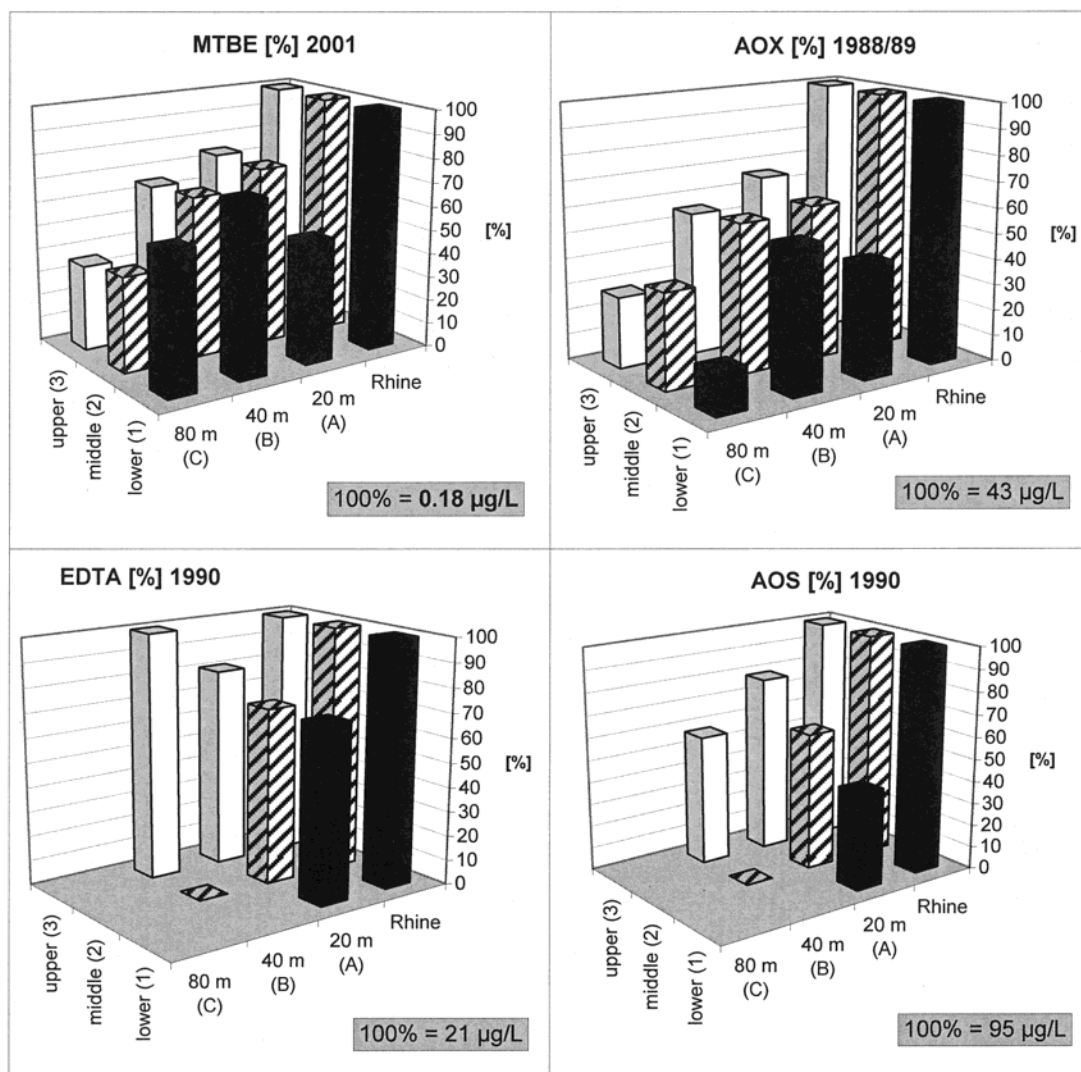 MTBE [%] 2001
100
90
80
70
60
50
40
30
20
10
0
[%]
Rhine
20 m
(A)
40 m
(B)
80 m
(C)
upper (3)
middle (2)
lower (1)
100% = 0.18 µg/L
AOX [%] 1988/89
100
90
80
70
60
50
40
30
20
10
0
[%]
Rhine
20 m
(A)
40 m
(B)
80 m
(C)
upper (3)
middle (2)
lower (1)
100% = 43 µg/L
EDTA [%] 1990
100
90
80
70
60
50
40
30
20
10
0
[%]
Rhine
20 m
(A)
40 m
(B)
80 m
(C)
upper (3)
middle (2)
lower (1)
100% = 21 µg/L
AOS [%] 1990
100
90
80
70
60
50
40
30
20
10
0
[%]
Rhine
20 m
(A)
40 m
(B)
80 m
(C)
upper (3)
middle (2)
lower (1)
100% = 95 µg/L